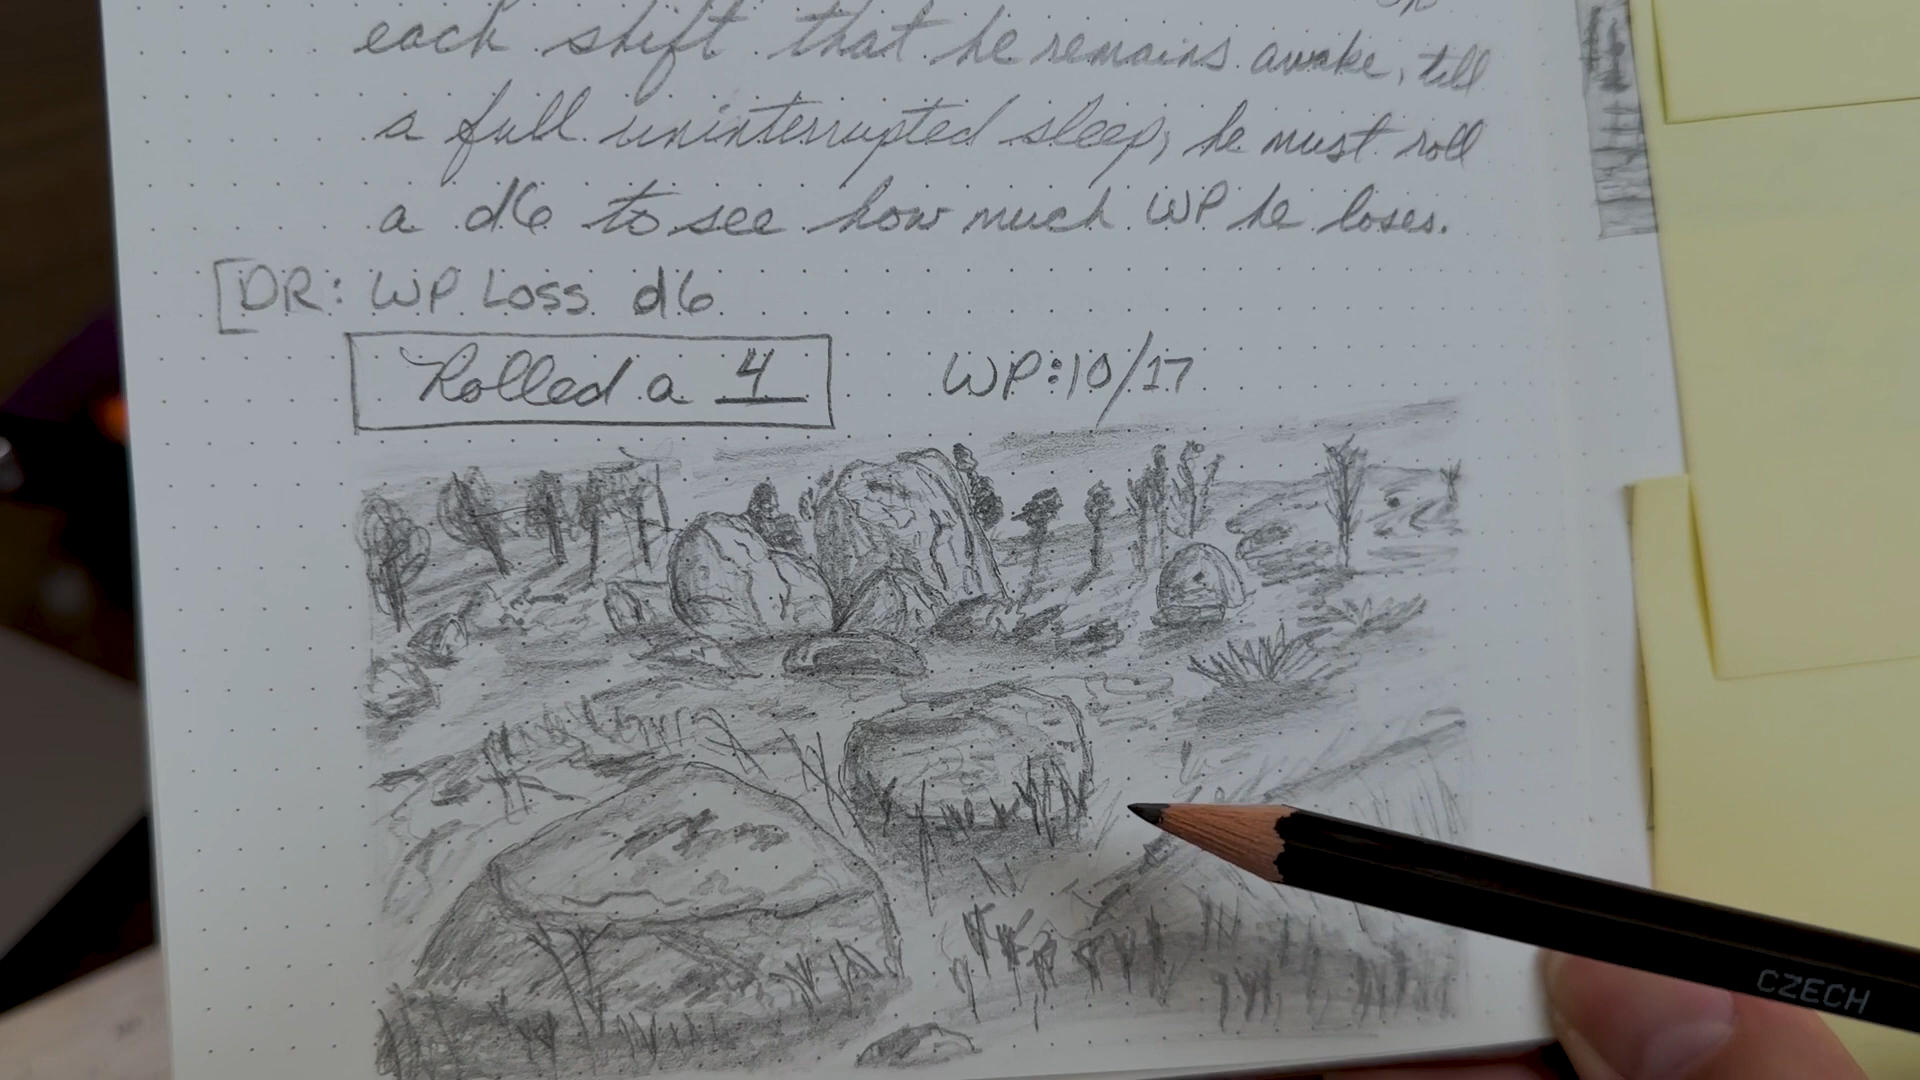 each shift that he remains awake, till
a full uninterrupted sleep, he must roll
a d6 to see how much WP he loses.
[DR: WP Loss d6
Rolled a 4 WP:10/17
CZECH